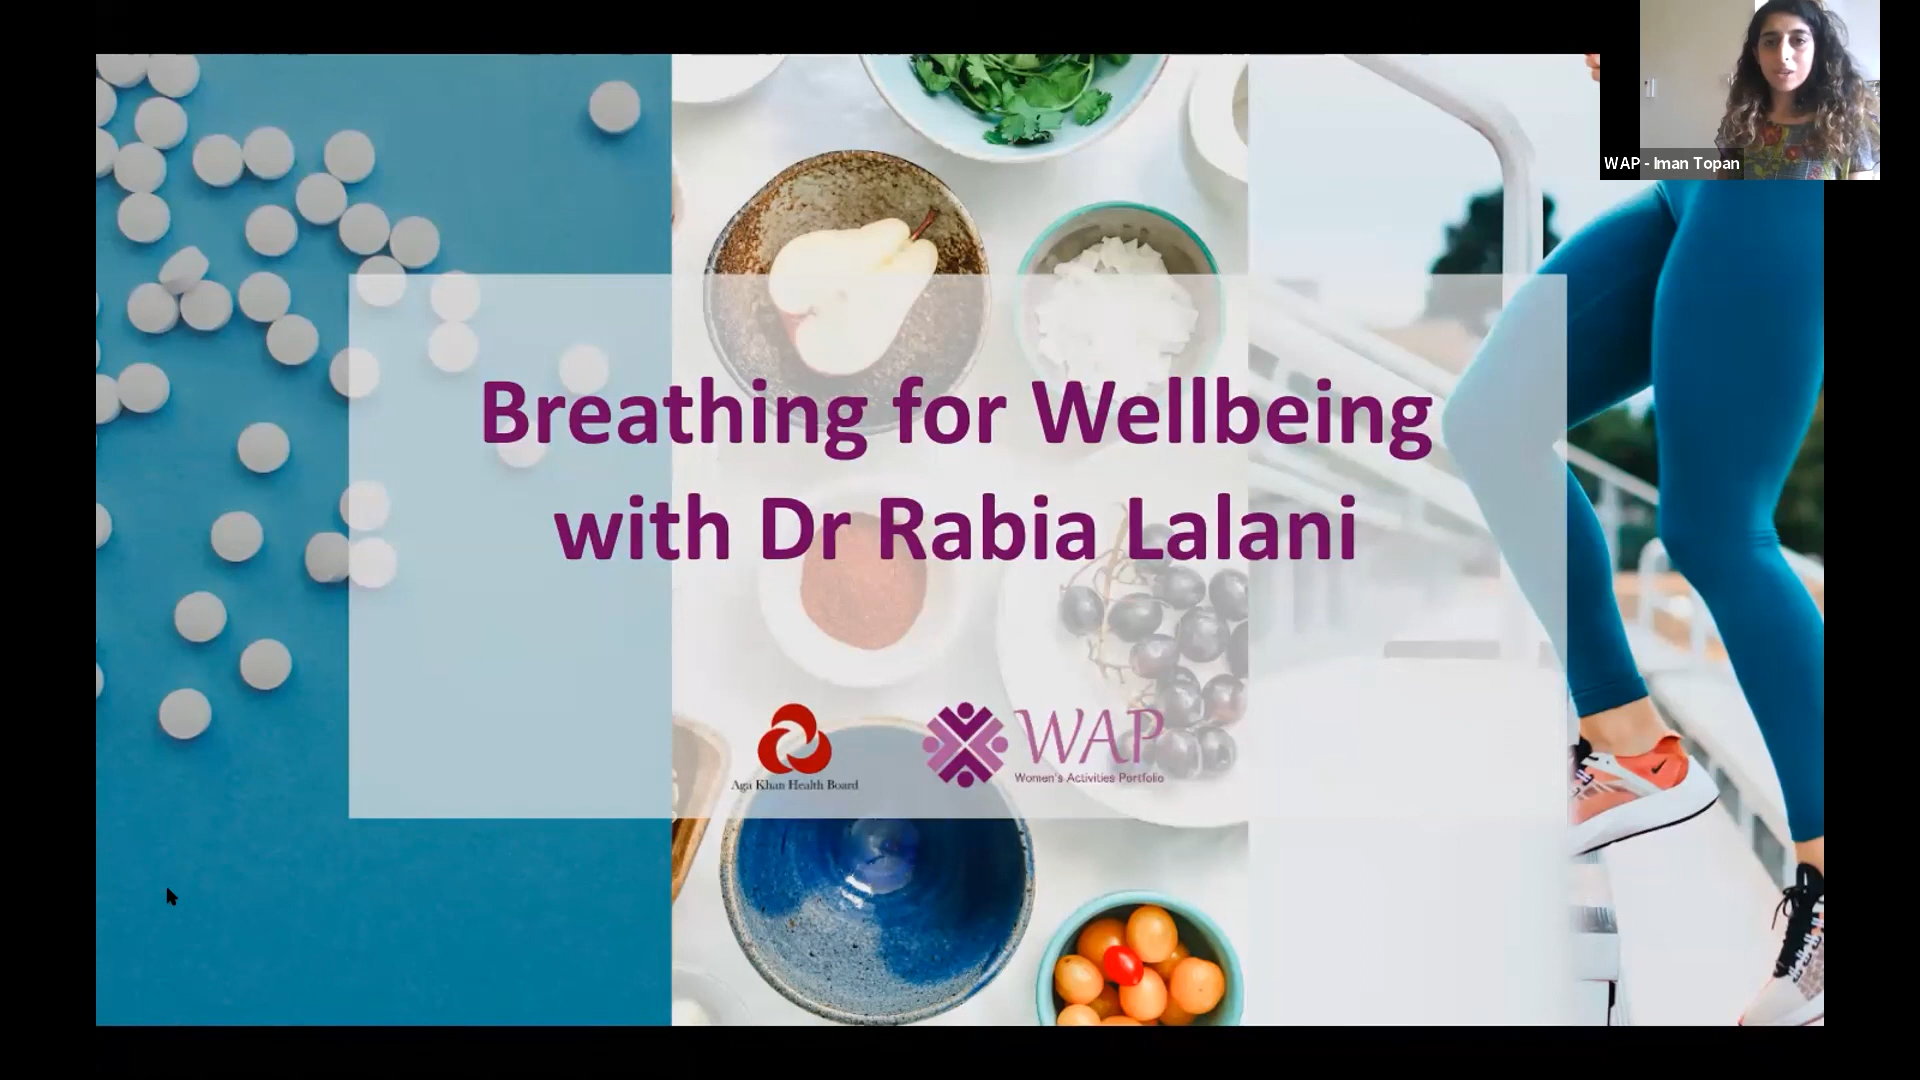 WAP - Iman Topan
Breathing for Wellbeing
with Dr Rabia Lalani
Aga Khan Health Board
WAP
Women's Activities Portfolio